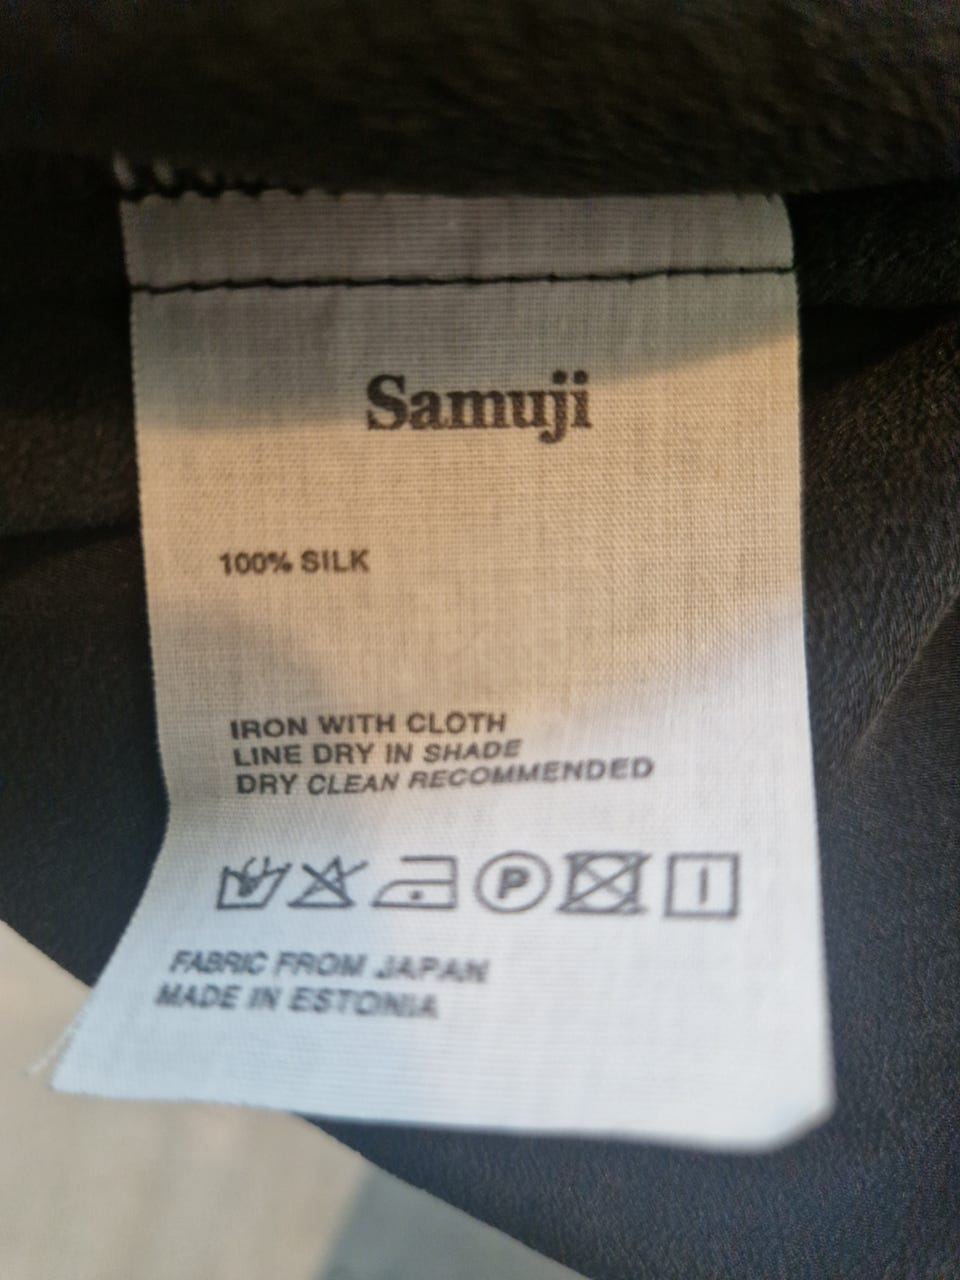 Samuji
100% SILK
IRON WITH CLOTH
LINE DRY IN SHADE
DRY CLEAN RECOMMENDED
P
FABRIC FROM JAPAN
MADE IN ESTONIA